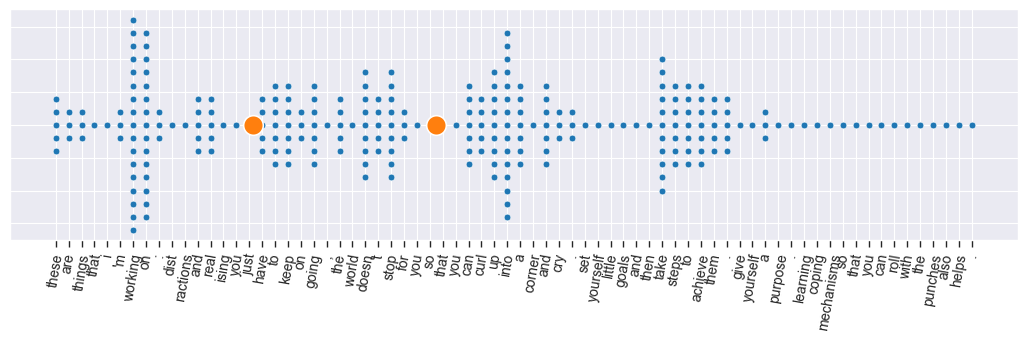 these are things that I 'm working on . dist ractions and real ising you just have to keep on going . the world doesn 't stop for you so that you can curl up into a corner and cry . set yourself little goals and then take steps to achieve them . give yourself a purpose . learning coping mechanisms so that you can roll with the punches also helps .